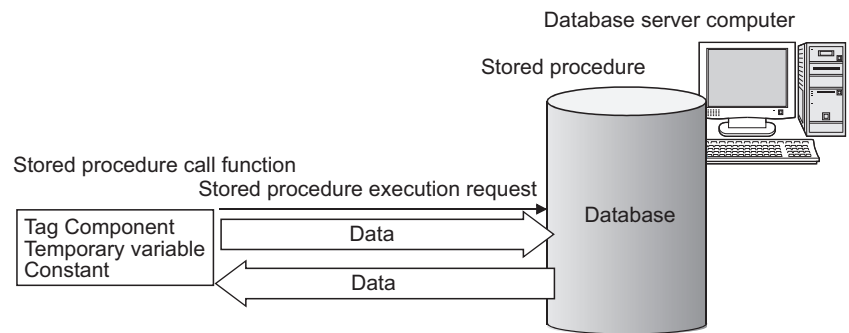 Database server computer
Stored procedure
Stored procedure call function
Stored procedure execution request
Tag Component
Temporary variable
Constant
Data
Database
Data